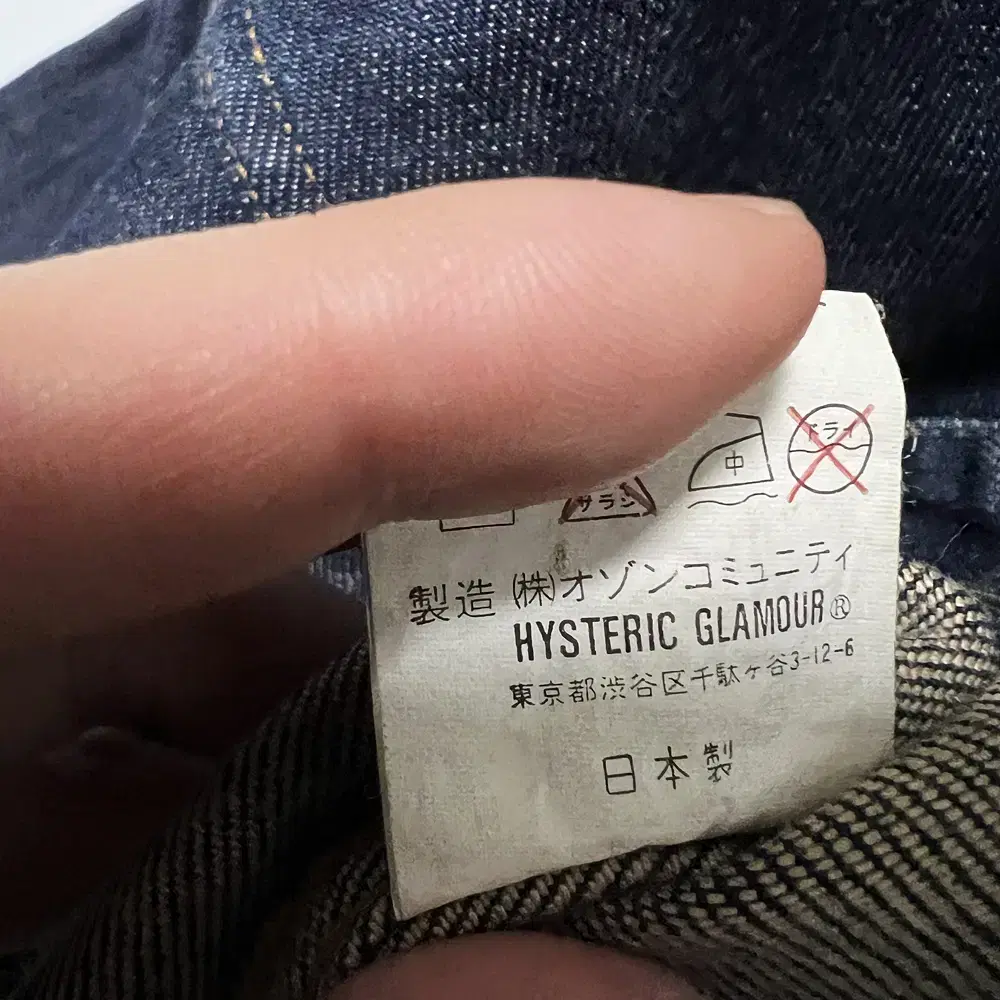 中 ドライ
サラシ
製造 (株)オゾンコミュニティ
HYSTERIC GLAMOUR®
東京都渋谷区千駄ヶ谷3-12-6
日本製